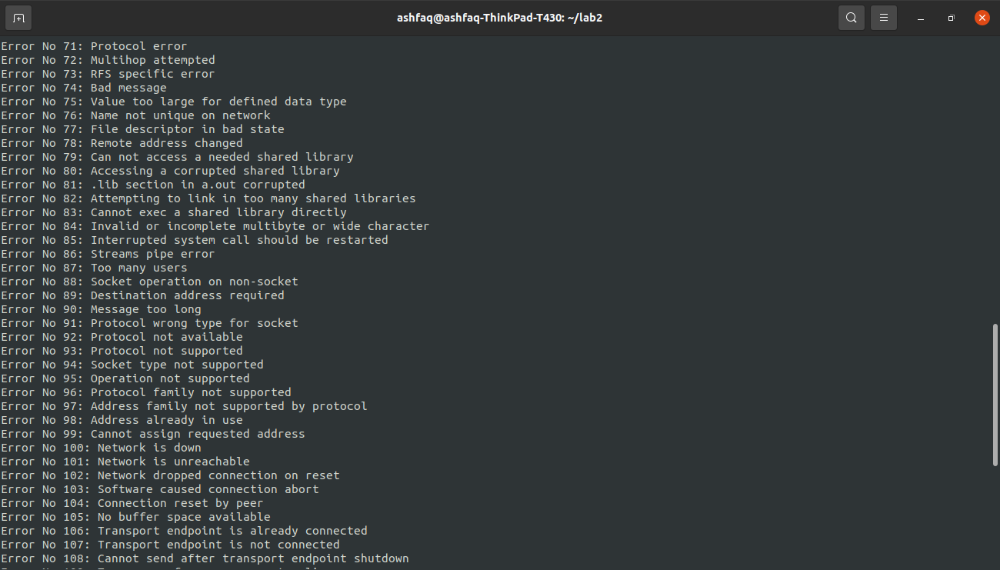 ashfaq@ashfaq-ThinkPad-T430: ~/lab2
Error No 71: Protocol error
Error No 72: Multihop attempted
Error No 73: RFS specific error
Error No 74: Bad message
Error No 75: Value too large for defined data type
Error No 76: Name not unique on network
Error No 77: File descriptor in bad state
Error No 78: Remote address changed
Error No 79: Can not access a needed shared library
Error No 80: Accessing a corrupted shared library
Error No 81: .lib section in a.out corrupted
Error No 82: Attempting to link in too many shared libraries
Error No 83: Cannot exec a shared library directly
Error No 84: Invalid or incomplete multibyte or wide character
Error No 85: Interrupted system call should be restarted
Error No 86: Streams pipe error
Error No 87: Too many users
Error No 88: Socket operation on non-socket
Error No 89: Destination address required
Error No 90: Message too long
Error No 91: Protocol wrong type for socket
Error No 92: Protocol not available
Error No 93: Protocol not supported
Error No 94: Socket type not supported
Error No 95: Operation not supported
Error No 96: Protocol family not supported
Error No 97: Address family not supported by protocol
Error No 98: Address already in use
Error No 99: Cannot assign requested address
Error No 100: Network is down
Error No 101: Network is unreachable
Error No 102: Network dropped connection on reset
Error No 103: Software caused connection abort
Error No 104: Connection reset by peer
Error No 105: No buffer space available
Error No 106: Transport endpoint is already connected
Error No 107: Transport endpoint is not connected
Error No 108: Cannot send after transport endpoint shutdown